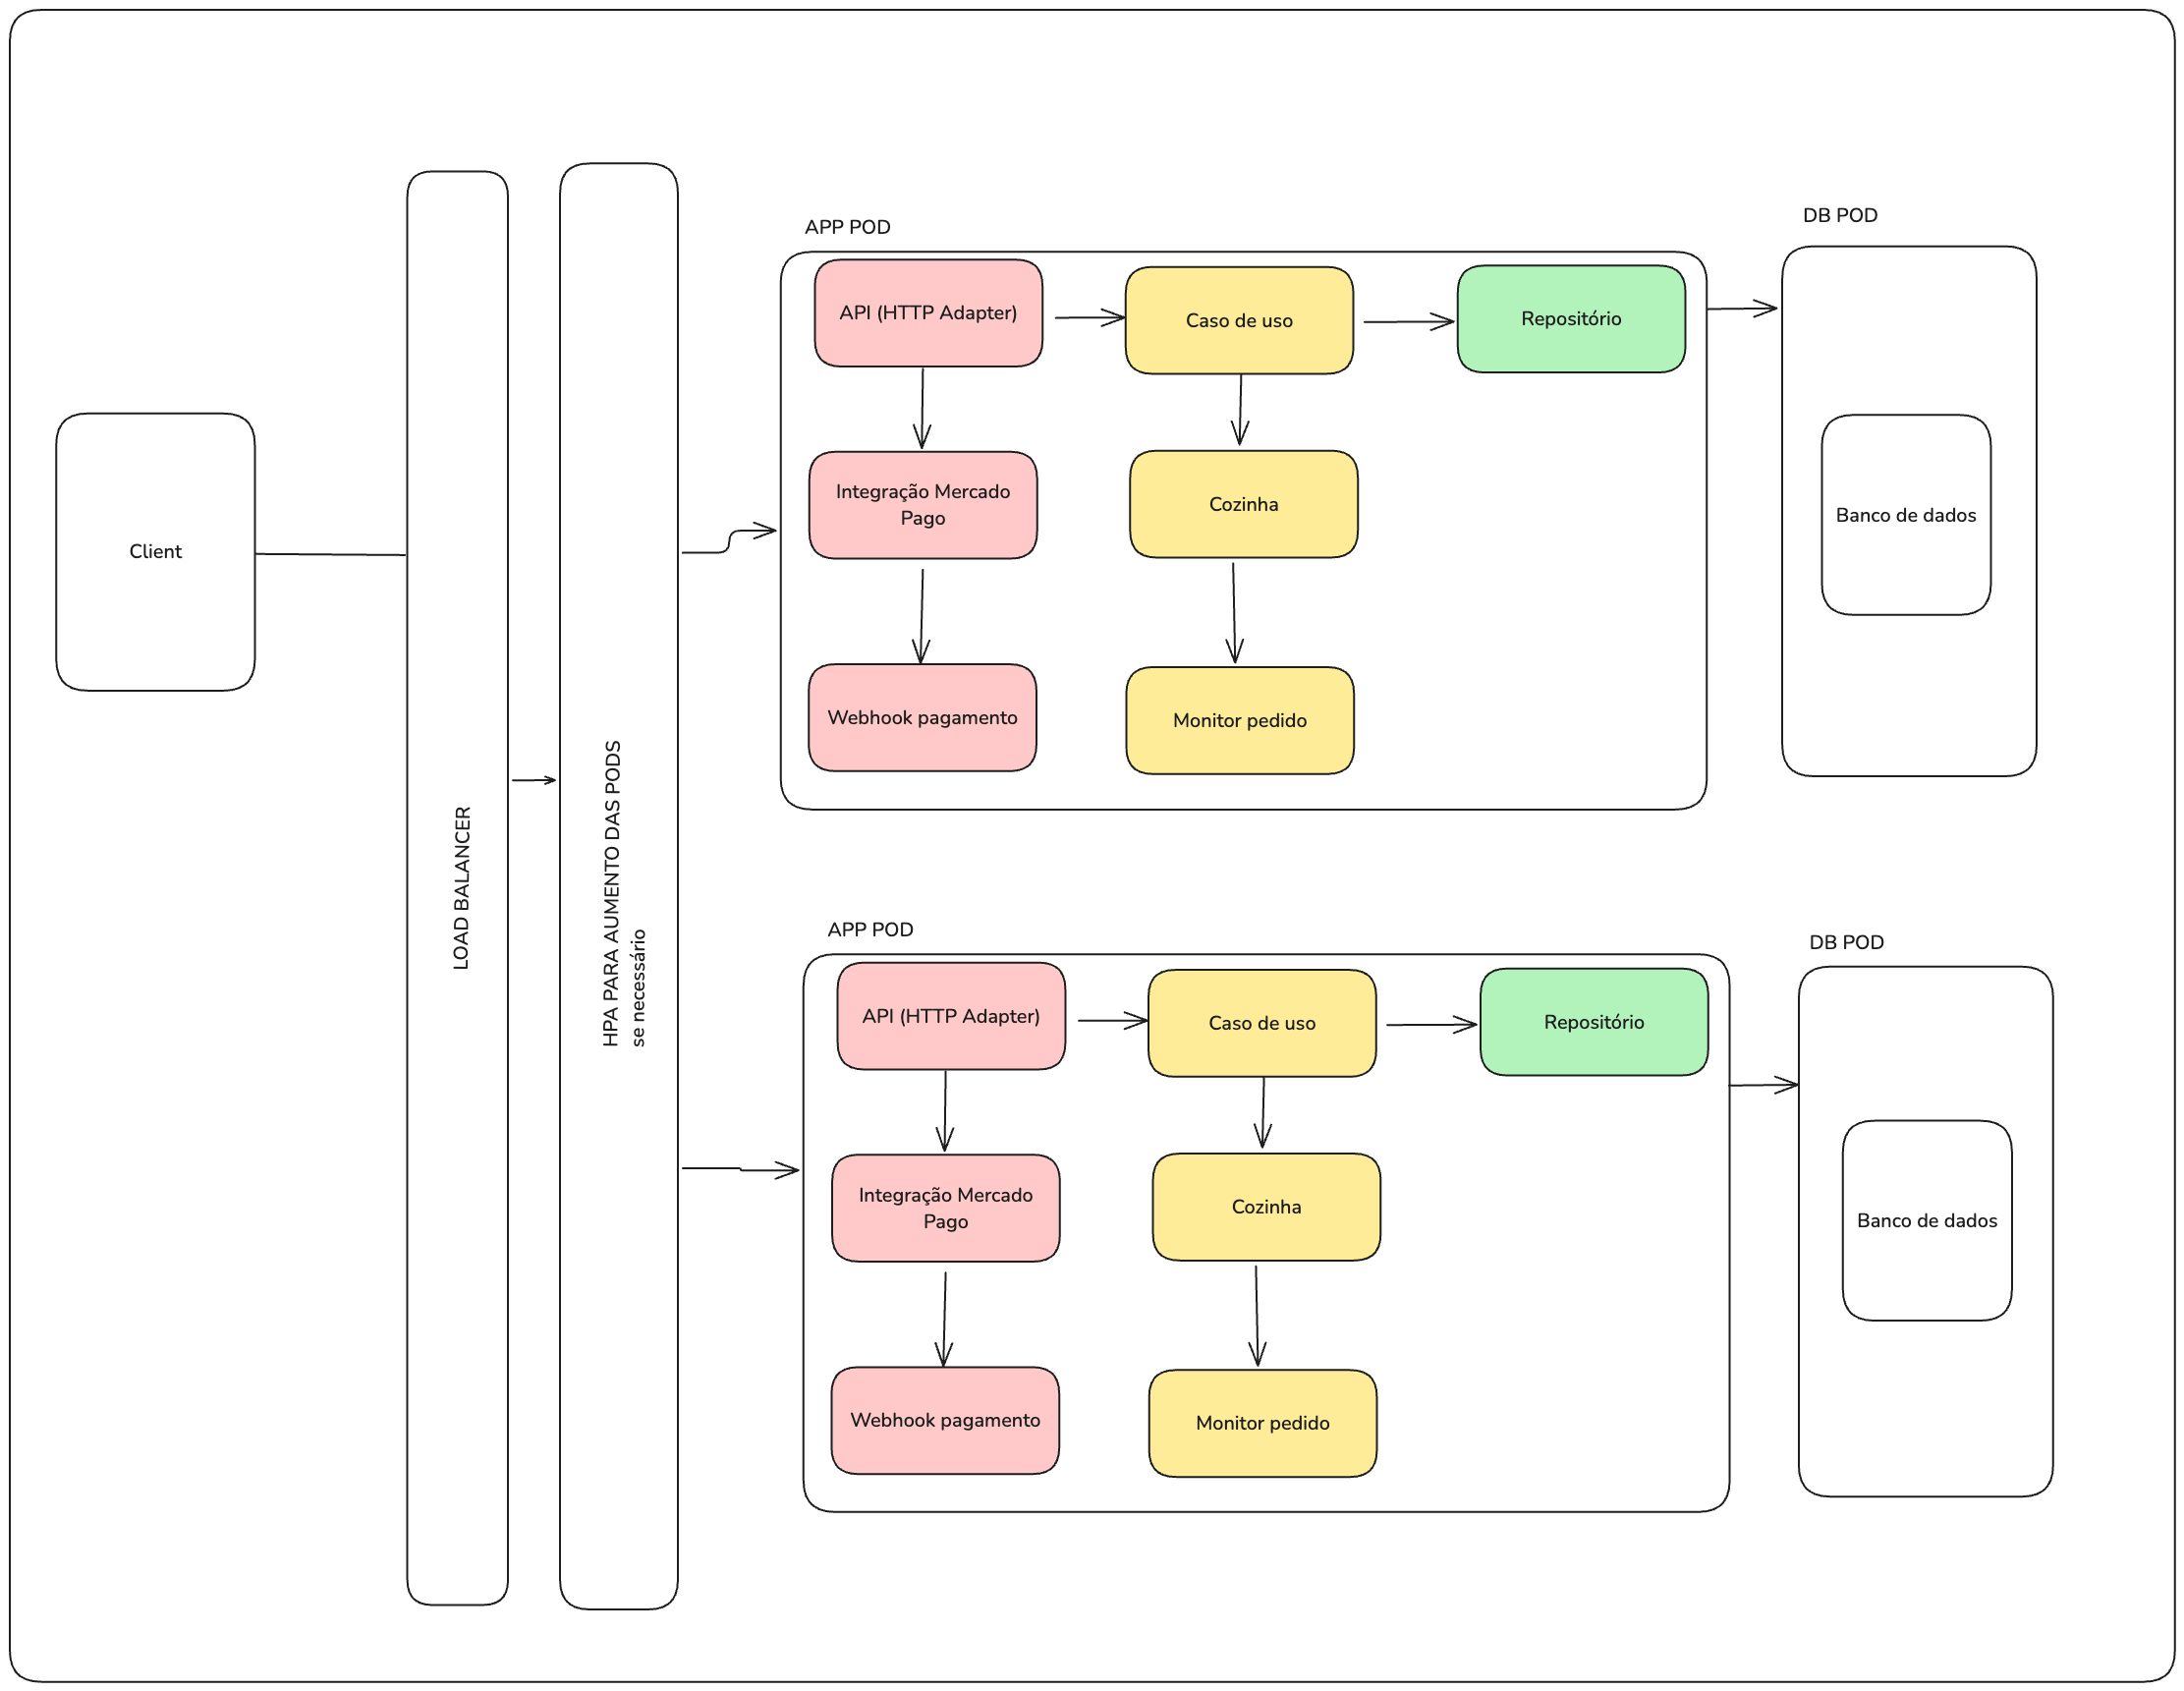 Client
LOAD BALANCER
HPA PARA AUMENTO DAS PODS
se necessário
APP POD
API (HTTP Adapter)
Caso de uso
Repositório
Integração Mercado
Pago
Cozinha
Webhook pagamento
Monitor pedido
DB POD
Banco de dados
APP POD
API (HTTP Adapter)
Caso de uso
Repositório
Integração Mercado
Pago
Cozinha
Webhook pagamento
Monitor pedido
DB POD
Banco de dados